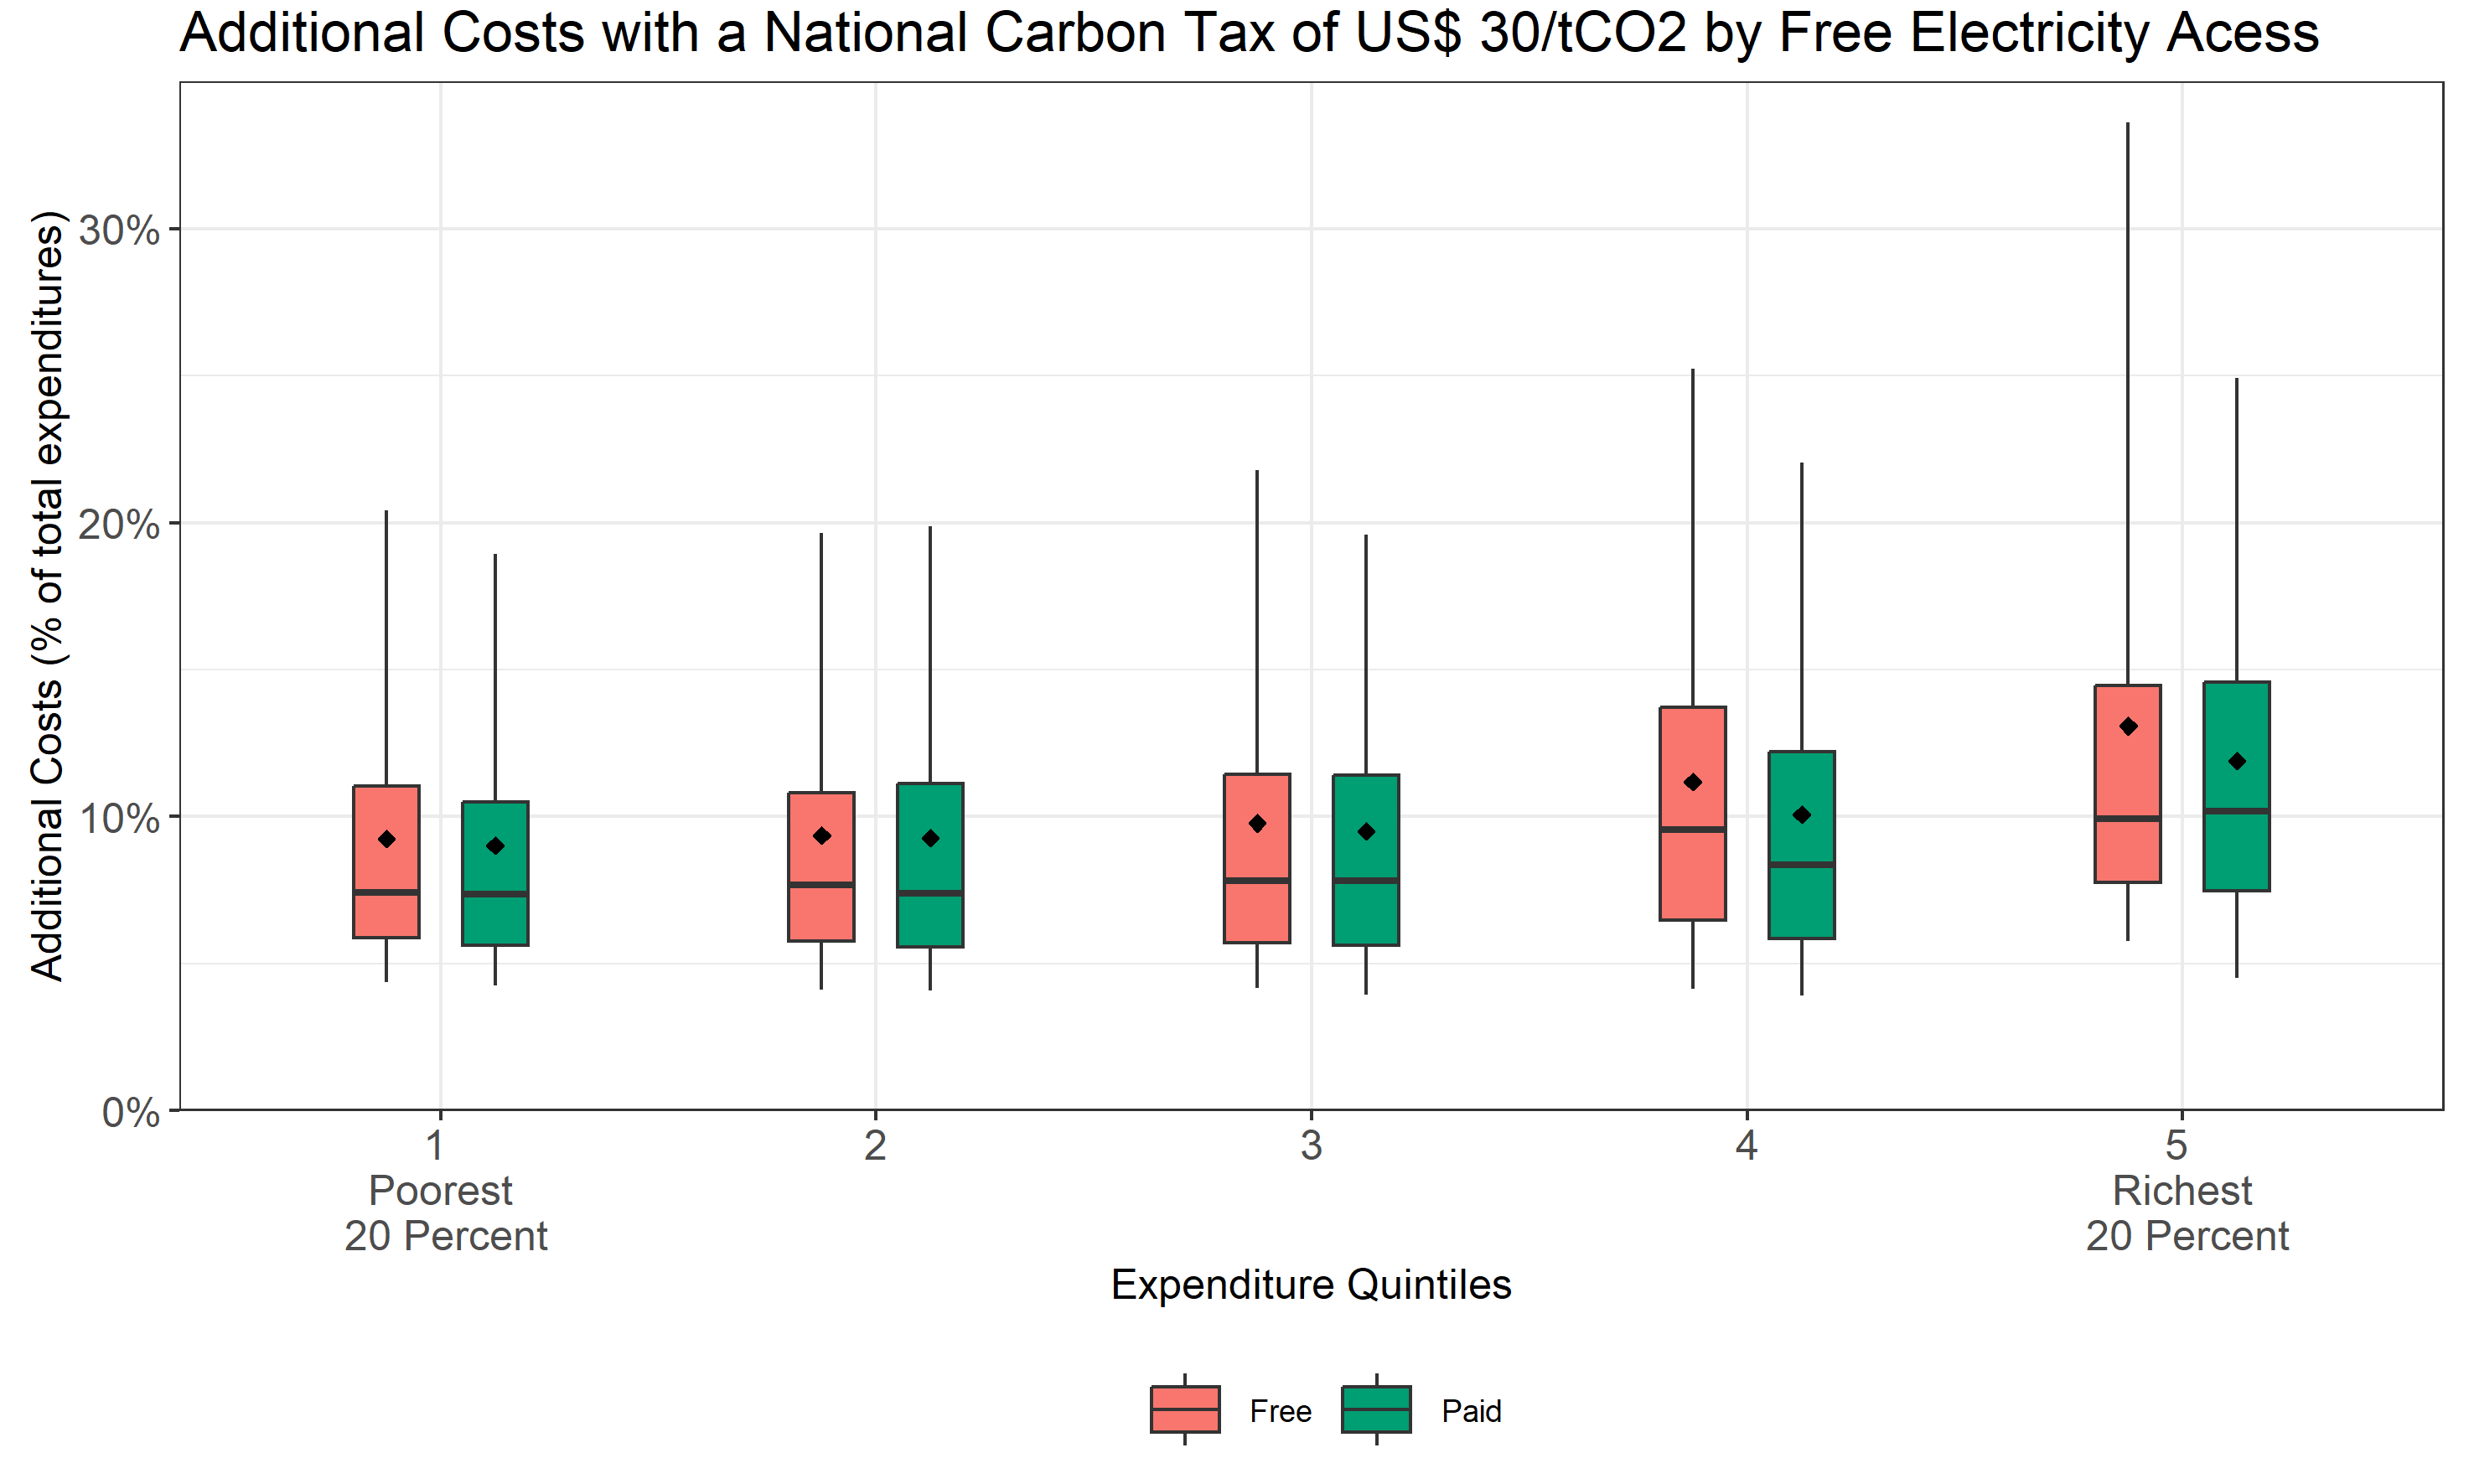 Additional Costs with a National Carbon Tax of US$ 30/tCO2 by Free Electricity Acess
Additional Costs (% of total expenditures)
30%
20%
10%
0%
1
Poorest
20 Percent
2
3
4
5
Richest
20 Percent
Expenditure Quintiles
Free
Paid